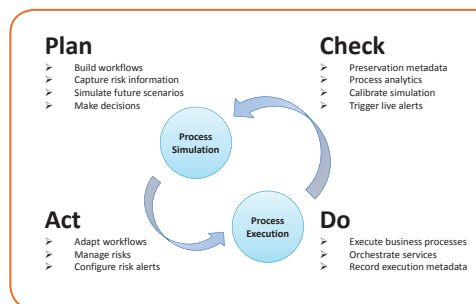 Plan
➢ Build workflows
➢ Capture risk information
➢ Simulate future scenarios
➢ Make decisions
Check
➢ Preservation metadata
➢ Process analytics
➢ Calibrate simulation
➢ Trigger live alerts
Process
Simulation
Process
Execution
Act
➢ Adapt workflows
➢ Manage risks
➢ Configure risk alerts
Do
➢ Execute business processes
➢ Orchestrate services
➢ Record execution metadata